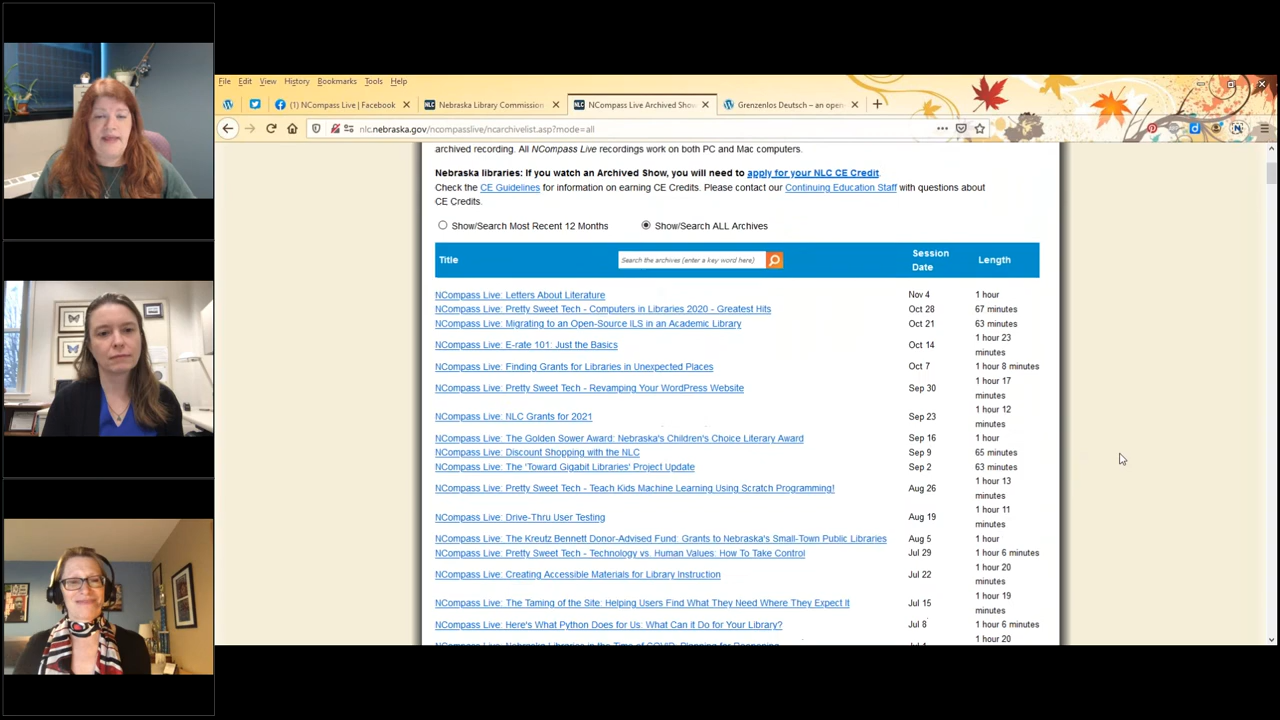 File Edit View History Bookmarks Tools Help
(1) NCompass Live | Facebook
Nebraska Library Commission
NCompass Live Archived Show
Grenzenlos Deutsch – an open
nlc.nebraska.gov/ncompasslive/ncarchivelist.asp?mode=all
archived recording. All NCompass Live recordings work on both PC and Mac computers.
Nebraska libraries: If you watch an Archived Show, you will need to apply for your NLC CE Credit.
Check the CE Guidelines for information on earning CE Credits. Please contact our Continuing Education Staff with questions about
CE Credits.
Show/Search Most Recent 12 Months Show/Search ALL Archives
Title Search the archives (enter a key word here) Session Date Length
NCompass Live: Letters About Literature Nov 4 1 hour
NCompass Live: Pretty Sweet Tech - Computers in Libraries 2020 - Greatest Hits Oct 28 67 minutes
NCompass Live: Migrating to an Open-Source ILS in an Academic Library Oct 21 63 minutes
NCompass Live: E-rate 101: Just the Basics Oct 14 1 hour 23 minutes
NCompass Live: Finding Grants for Libraries in Unexpected Places Oct 7 1 hour 8 minutes
NCompass Live: Pretty Sweet Tech - Revamping Your WordPress Website Sep 30 1 hour 17 minutes
NCompass Live: NLC Grants for 2021 Sep 23 1 hour 12 minutes
NCompass Live: The Golden Sower Award: Nebraska's Children's Choice Literary Award Sep 16 1 hour
NCompass Live: Discount Shopping with the NLC Sep 9 65 minutes
NCompass Live: The 'Toward Gigabit Libraries' Project Update Sep 2 63 minutes
NCompass Live: Pretty Sweet Tech - Teach Kids Machine Learning Using Scratch Programming! Aug 26 1 hour 13 minutes
NCompass Live: Drive-Thru User Testing Aug 19 1 hour 11 minutes
NCompass Live: The Kreutz Bennett Donor-Advised Fund: Grants to Nebraska's Small-Town Public Libraries Aug 5 1 hour
NCompass Live: Pretty Sweet Tech - Technology vs. Human Values: How To Take Control Jul 29 1 hour 6 minutes
NCompass Live: Creating Accessible Materials for Library Instruction Jul 22 1 hour 20 minutes
NCompass Live: The Taming of the Site: Helping Users Find What They Need Where They Expect It Jul 15 1 hour 19 minutes
NCompass Live: Here's What Python Does for Us: What Can it Do for Your Library? Jul 8 1 hour 6 minutes
1 hour 20